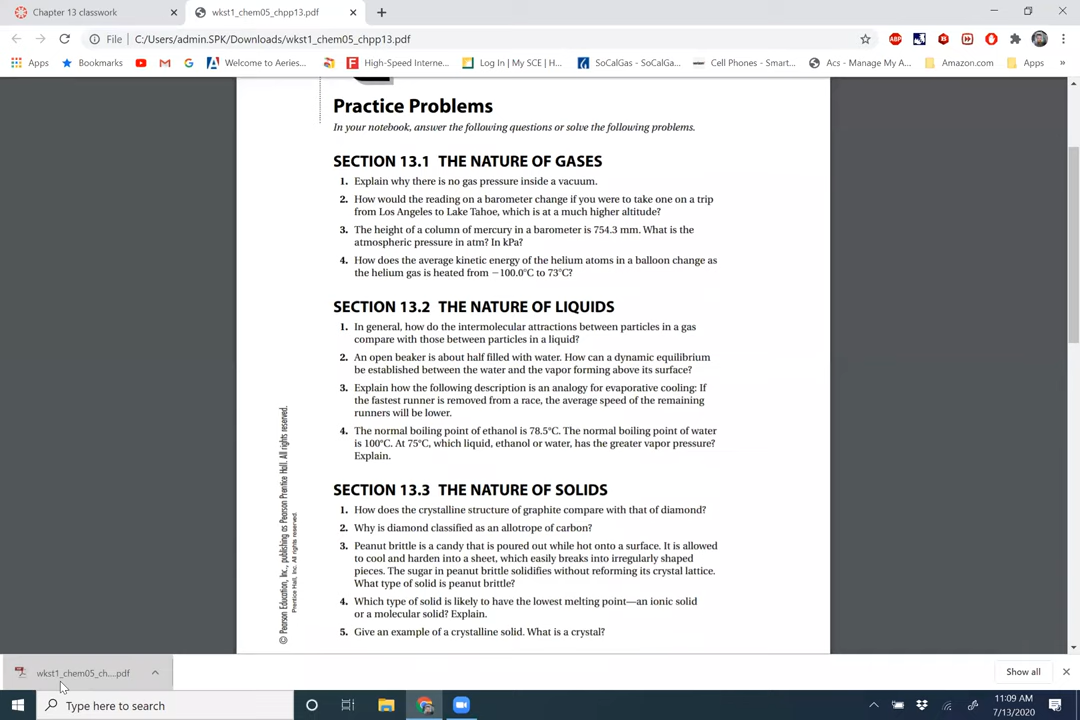 Chapter 13 classwork
wkst1_chem05_chpp13.pdf
File
C:/Users/admin.SPK/Downloads/wkst1_chem05_chpp13.pdf
ABP
Apps
Bookmarks
Welcome to Aeries...
High-Speed Interne...
Log In | My SCE | H...
SoCalGas - SoCalGa...
Cell Phones - Smart...
Acs - Manage My A...
Amazon.com
Apps
Practice Problems
In your notebook, answer the following questions or solve the following problems.
SECTION 13.1 THE NATURE OF GASES
1. Explain why there is no gas pressure inside a vacuum.
2. How would the reading on a barometer change if you were to take one on a trip
from Los Angeles to Lake Tahoe, which is at a much higher altitude?
3. The height of a column of mercury in a barometer is 754.3 mm. What is the
atmospheric pressure in atm? In kPa?
4. How does the average kinetic energy of the helium atoms in a balloon change as
the helium gas is heated from −100.0°C to 73°C?
SECTION 13.2 THE NATURE OF LIQUIDS
1. In general, how do the intermolecular attractions between particles in a gas
compare with those between particles in a liquid?
2. An open beaker is about half filled with water. How can a dynamic equilibrium
be established between the water and the vapor forming above its surface?
3. Explain how the following description is an analogy for evaporative cooling: If
the fastest runner is removed from a race, the average speed of the remaining
runners will be lower.
4. The normal boiling point of ethanol is 78.5°C. The normal boiling point of water
is 100°C. At 75°C, which liquid, ethanol or water, has the greater vapor pressure?
Explain.
SECTION 13.3 THE NATURE OF SOLIDS
1. How does the crystalline structure of graphite compare with that of diamond?
2. Why is diamond classified as an allotrope of carbon?
3. Peanut brittle is a candy that is poured out while hot onto a surface. It is allowed
to cool and harden into a sheet, which easily breaks into irregularly shaped
pieces. The sugar in peanut brittle solidifies without reforming its crystal lattice.
What type of solid is peanut brittle?
4. Which type of solid is likely to have the lowest melting point—an ionic solid
or a molecular solid? Explain.
5. Give an example of a crystalline solid. What is a crystal?
© Pearson Education, Inc., publishing as Pearson Prentice Hall. All rights reserved.
Prentice Hall, Inc. All rights reserved.
wkst1_chem05_ch....pdf
Show all
Type here to search
11:09 AM
7/13/2020